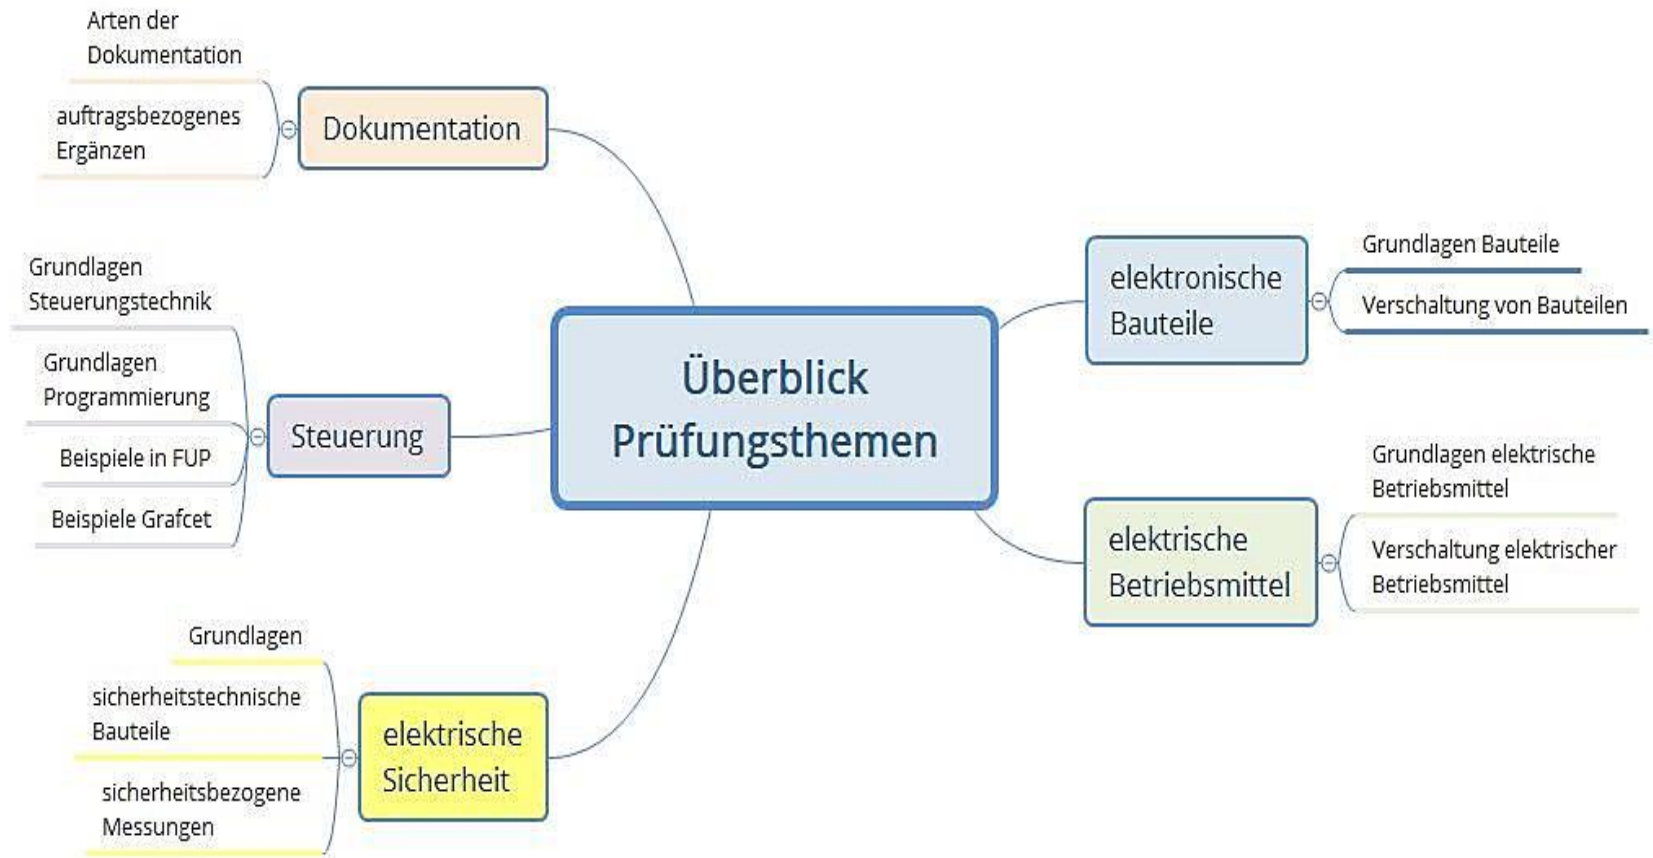 Arten der
Dokumentation
auftragsbezogenes
Ergänzen
Dokumentation
Grundlagen
Steuerungstechnik
Grundlagen
Programmierung
Beispiele in FUP
Beispiele Grafcet
Steuerung
Grundlagen
sicherheitstechnische
Bauteile
sicherheitsbezogene
Messungen
elektrische
Sicherheit
Überblick
Prüfungsthemen
elektronische
Bauteile
Grundlagen Bauteile
Verschaltung von Bauteilen
elektrische
Betriebsmittel
Grundlagen elektrische
Betriebsmittel
Verschaltung elektrischer
Betriebsmittel